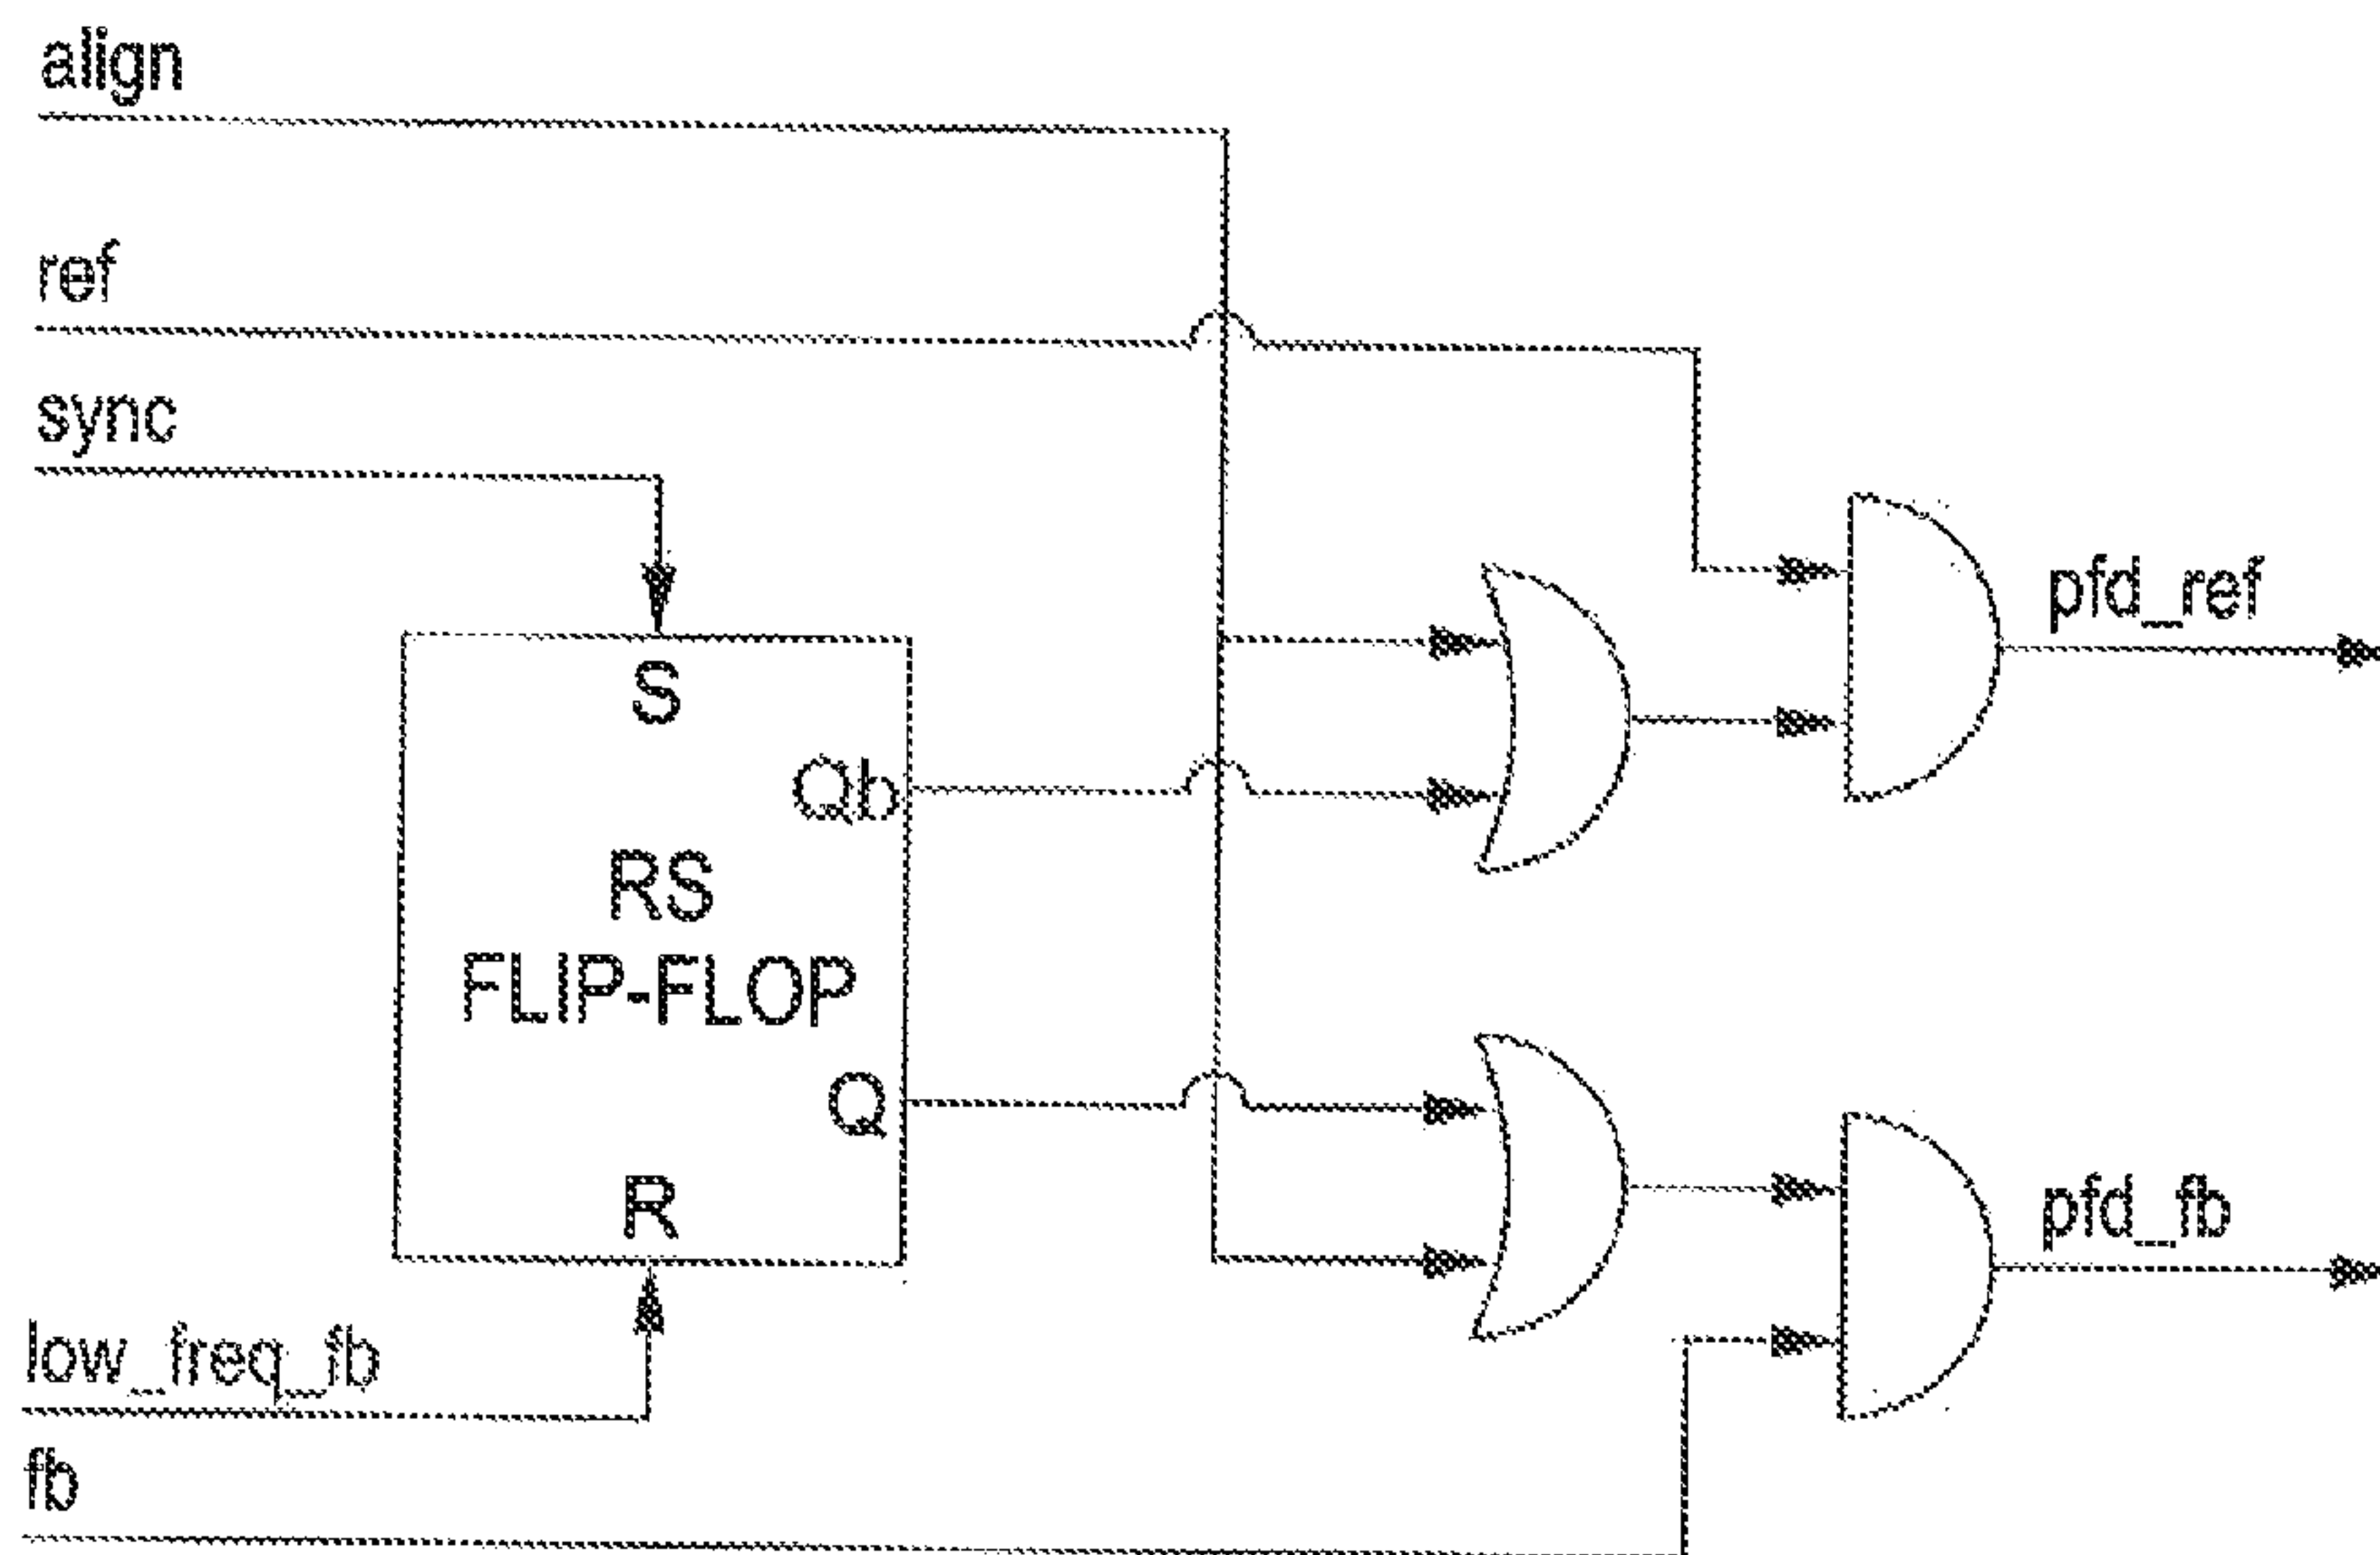 align
ref
sync
pfd_ref
S
Qb
RS
FLIP-FLOP
Q
R
pfd_fb
low_freq_fb
fb